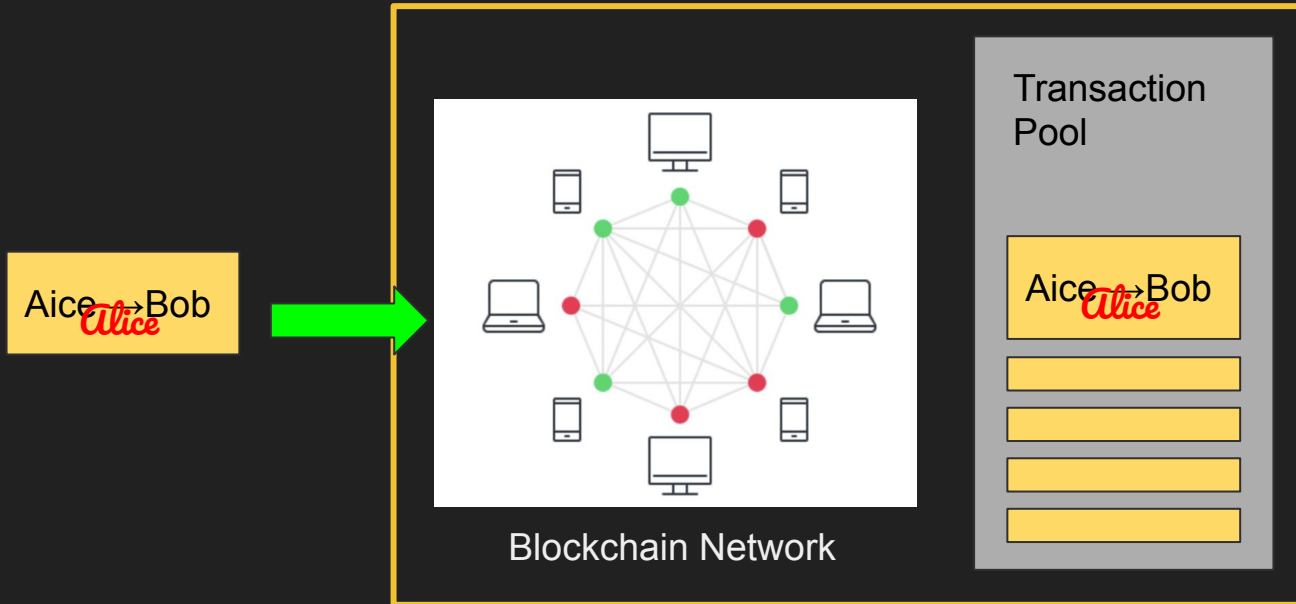 Aice→Bob
Alice
Blockchain Network
Transaction
Pool
Aice→Bob
Alice